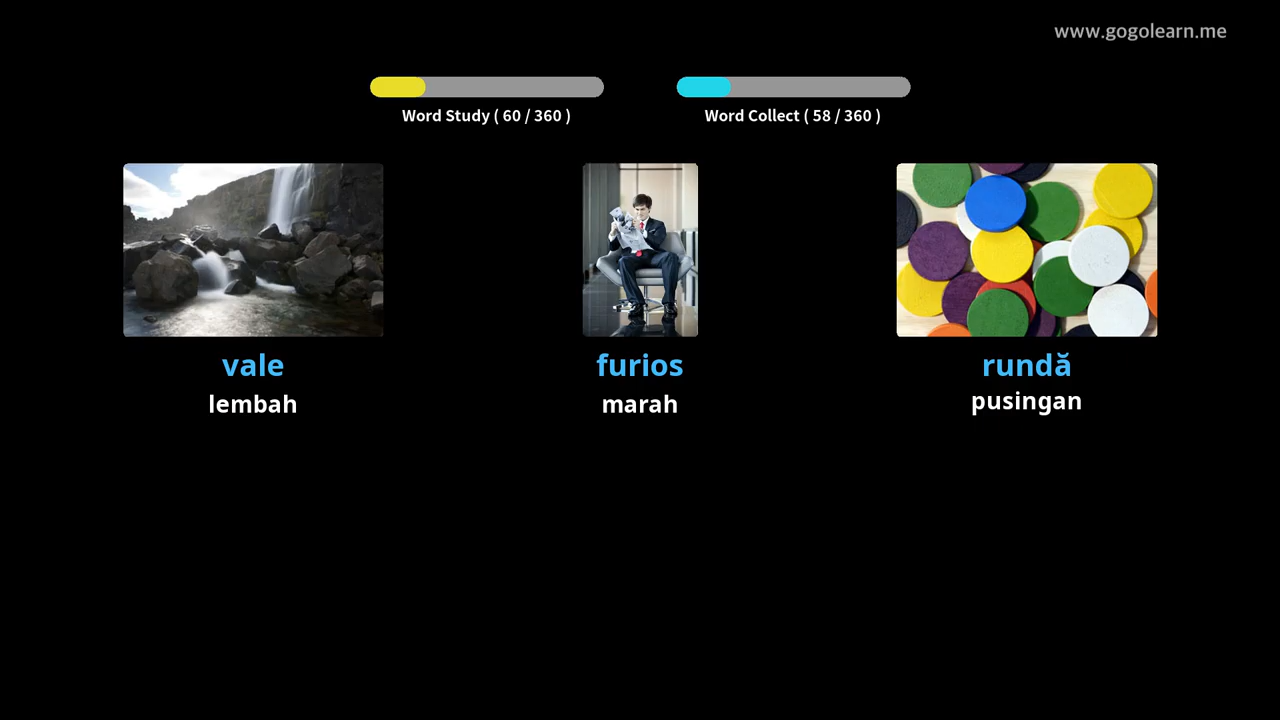 www.gogolearn.me
Word Study ( 60 / 360 )
Word Collect ( 58 / 360 )
vale
lembah
furios
marah
rundă
pusingan